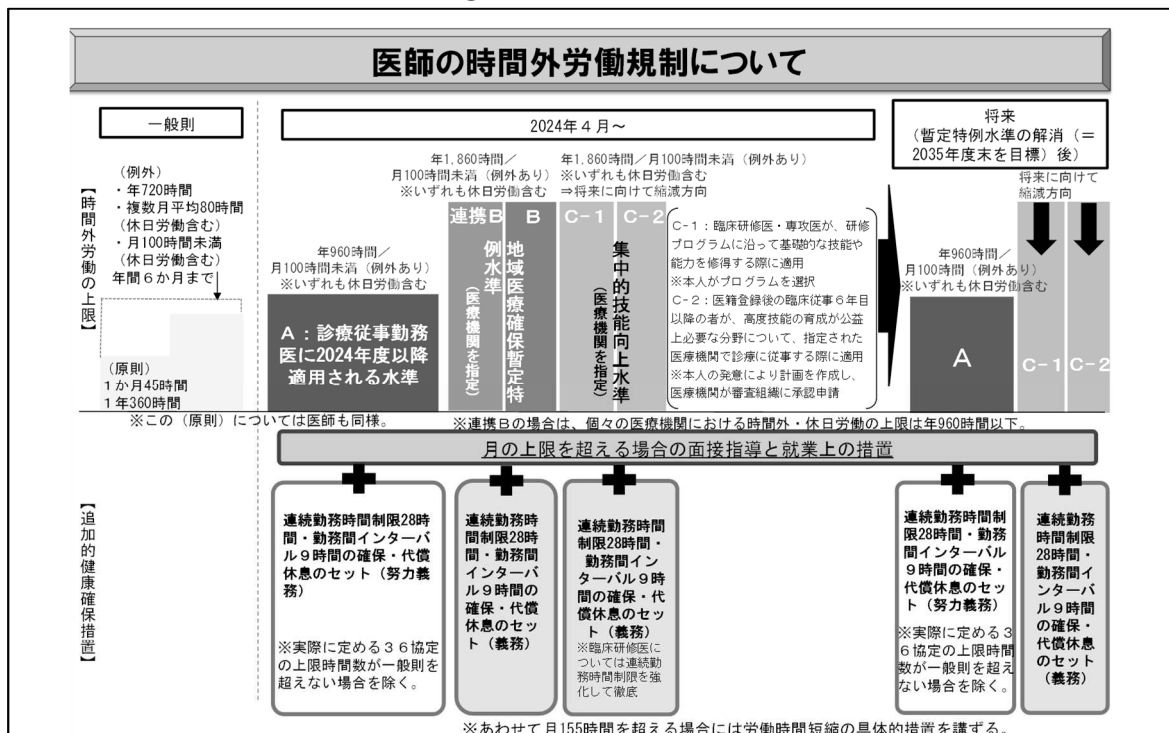 医師の時間外労働規制について
一般則
2024年４月～
将来
（暫定特例水準の解消（＝
2035年度末を目標）後）
【時間外労働の上限】
（例外）
・年720時間
・複数月平均80時間
（休日労働含む）
・月100時間未満
（休日労働含む）
年間６か月まで
（原則）
１か月45時間
１年360時間
※この（原則）については医師も同様。
年960時間／
月100時間未満（例外あり）
※いずれも休日労働含む
A：診療従事勤務
医に2024年度以降
適用される水準
年1,860時間／
月100時間未満（例外あり）
※いずれも休日労働含む
連携B
B
地域医療確保暫定特
例水準
（医療機関を指定）
年1,860時間／月100時間未満（例外あり）
※いずれも休日労働含む
⇒将来に向けて縮減方向
C-1
C-2
集中的技能向上水準
（医療機関を指定）
C-1：臨床研修医・専攻医が、研修
プログラムに沿って基礎的な技能や
能力を修得する際に適用
※本人がプログラムを選択
C-2：医籍登録後の臨床従事６年目
以降の者が、高度技能の育成が公益
上必要な分野について、指定された
医療機関で診療に従事する際に適用
※本人の発意により計画を作成し、
医療機関が審査組織に承認申請
年960時間／
月100時間未満（例外あり）
※いずれも休日労働含む
A
将来に向けて
縮減方向
C-1
C-2
※連携Bの場合は、個々の医療機関における時間外・休日労働の上限は年960時間以下。
月の上限を超える場合の面接指導と就業上の措置
【追加的健康確保措置】
連続勤務時間制限28時
間・勤務間インターバ
ル９時間の確保・代償
休息のセット（努力義
務）
※実際に定める３６協定
の上限時間数が一般則を
超えない場合を除く。
連続勤務時間制限28時
間・勤務間
インターバ
ル９時間の
確保・代償
休息のセッ
ト（義務）
連続勤務時間
制限28時間・
勤務間イン
ターバル９時
間の確保・代
償休息のセッ
ト（義務）
※臨床研修医に
ついては連続勤
務時間制限を強
化して徹底
連続勤務時間制
限28時間・勤務
間インターバル
９時間の確保・
代償休息のセッ
ト（努力義務）
※実際に定める３
６協定の上限時間
数が一般則を超え
ない場合を除く。
連続勤務
時間制限
28時間・
勤務間イ
ンターバ
ル９時間
の確保・
代償休息
のセット
（義務）
※あわせて月155時間を超える場合には労働時間短縮の具体的措置を講ずる。